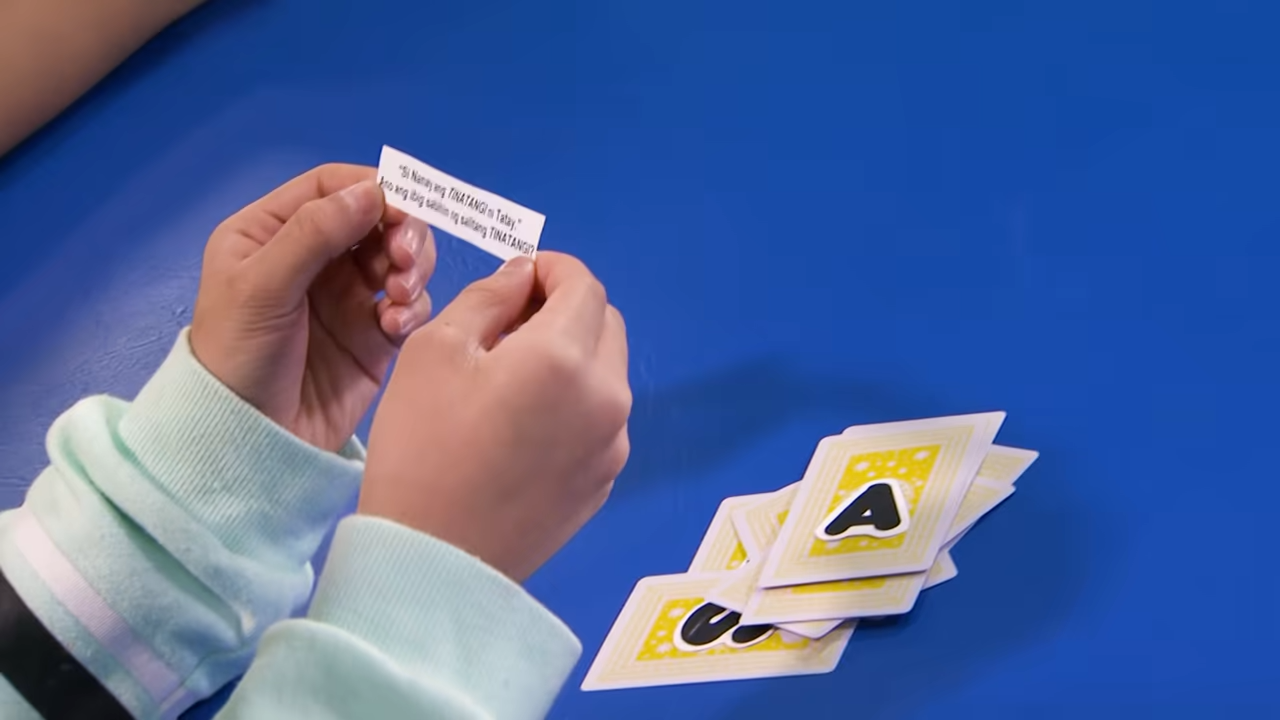 "Si Nanay ang TINATANGI ni Tatay."
Ano ang ibig sabihin ng salitang TINATANGI?
A